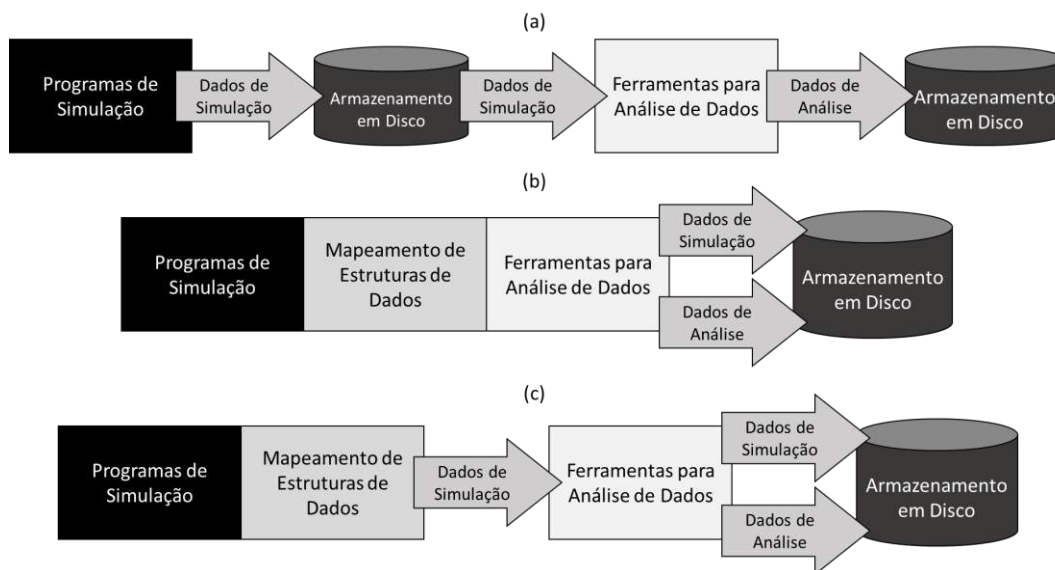 (a)
Programas de
Simulação
Dados de
Simulação
Armazenamento
em Disco
Dados de
Simulação
Ferramentas para
Análise de Dados
Dados de
Análise
Armazenamento
em Disco
(b)
Programas de
Simulação
Mapeamento de
Estruturas de
Dados
Ferramentas para
Análise de Dados
Dados de
Simulação
Dados de
Análise
Armazenamento
em Disco
(c)
Programas de
Simulação
Mapeamento de
Estruturas de
Dados
Dados de
Simulação
Ferramentas para
Análise de Dados
Dados de
Simulação
Dados de
Análise
Armazenamento
em Disco